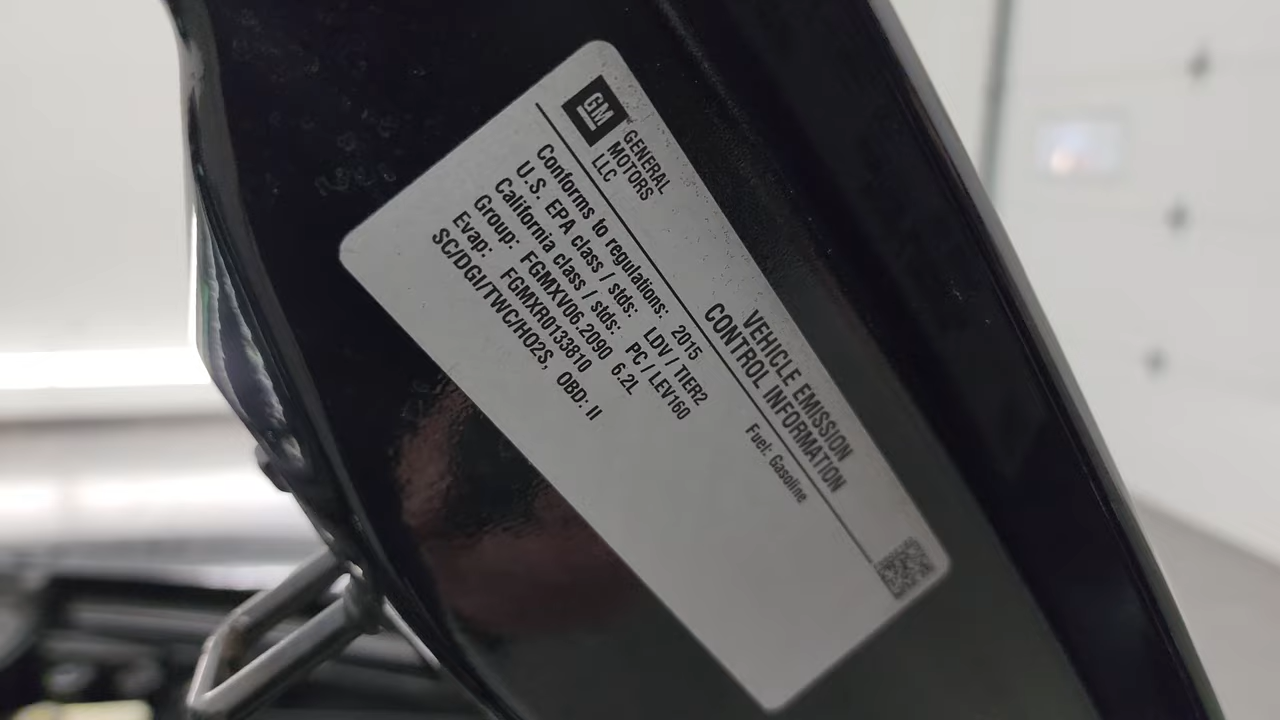 GM
GENERAL
MOTORS
LLC
VEHICLE EMISSION
CONTROL INFORMATION
Conforms to regulations: 2015
Fuel: Gasoline
U.S. EPA class / stds: LDV / TIER2
California class / stds: PC / LEV160
Group: FGMXV06.2090 6.2L
Evap: FGMXR0133810
SC/DGI/TWC/HO2S, OBD: II